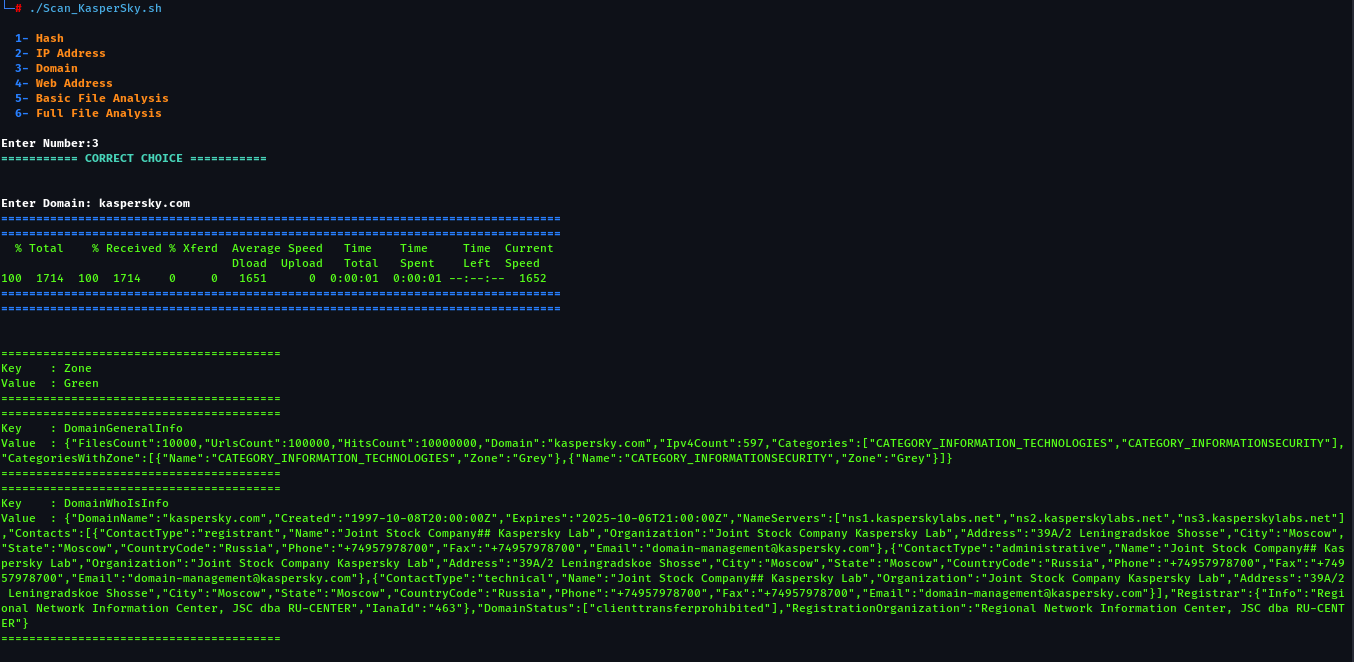 └─# ./Scan_KasperSky.sh
1- Hash
2- IP Address
3- Domain
4- Web Address
5- Basic File Analysis
6- Full File Analysis
Enter Number:3
=========== CORRECT CHOICE ===========
Enter Domain: kaspersky.com
================================================================================
================================================================================
% Total % Received % Xferd Average Speed Time Time Time Current
Dload Upload Total Spent Left Speed
100 1714 100 1714 0 0 1651 0 0:00:01 0:00:01 --:--:-- 1652
================================================================================
================================================================================
========================================
Key : Zone
Value : Green
========================================
========================================
Key : DomainGeneralInfo
Value : {"FilesCount":10000,"UrlsCount":100000,"HitsCount":10000000,"Domain":"kaspersky.com","Ipv4Count":597,"Categories":["CATEGORY_INFORMATION_TECHNOLOGIES","CATEGORY_INFORMATIONSECURITY"],
"CategoriesWithZone":[{"Name":"CATEGORY_INFORMATION_TECHNOLOGIES","Zone":"Grey"},{"Name":"CATEGORY_INFORMATIONSECURITY","Zone":"Grey"}]}
========================================
========================================
Key : DomainWhoIsInfo
Value : {"DomainName":"kaspersky.com","Created":"1997-10-08T20:00:00Z","Expires":"2025-10-06T21:00:00Z","NameServers":["ns1.kasperskylabs.net","ns2.kasperskylabs.net","ns3.kasperskylabs.net"]
,"Contacts":[{"ContactType":"registrant","Name":"Joint Stock Company## Kaspersky Lab","Organization":"Joint Stock Company Kaspersky Lab","Address":"39A/2 Leningradskoe Shosse","City":"Moscow",
"State":"Moscow","CountryCode":"Russia","Phone":"+74957978700","Fax":"+74957978700","Email":"domain-management@kaspersky.com"},{"ContactType":"administrative","Name":"Joint Stock Company## Kas
persky Lab","Organization":"Joint Stock Company Kaspersky Lab","Address":"39A/2 Leningradskoe Shosse","City":"Moscow","State":"Moscow","CountryCode":"Russia","Phone":"+74957978700","Fax":"+749
57978700","Email":"domain-management@kaspersky.com"},{"ContactType":"technical","Name":"Joint Stock Company## Kaspersky Lab","Organization":"Joint Stock Company Kaspersky Lab","Address":"39A/2
Leningradskoe Shosse","City":"Moscow","State":"Moscow","CountryCode":"Russia","Phone":"+74957978700","Fax":"+74957978700","Email":"domain-management@kaspersky.com"}],"Registrar":{"Info":"Regi
onal Network Information Center, JSC dba RU-CENTER","IanaId":"463"},"DomainStatus":["clienttransferprohibited"],"RegistrationOrganization":"Regional Network Information Center, JSC dba RU-CENT
ER"}
========================================